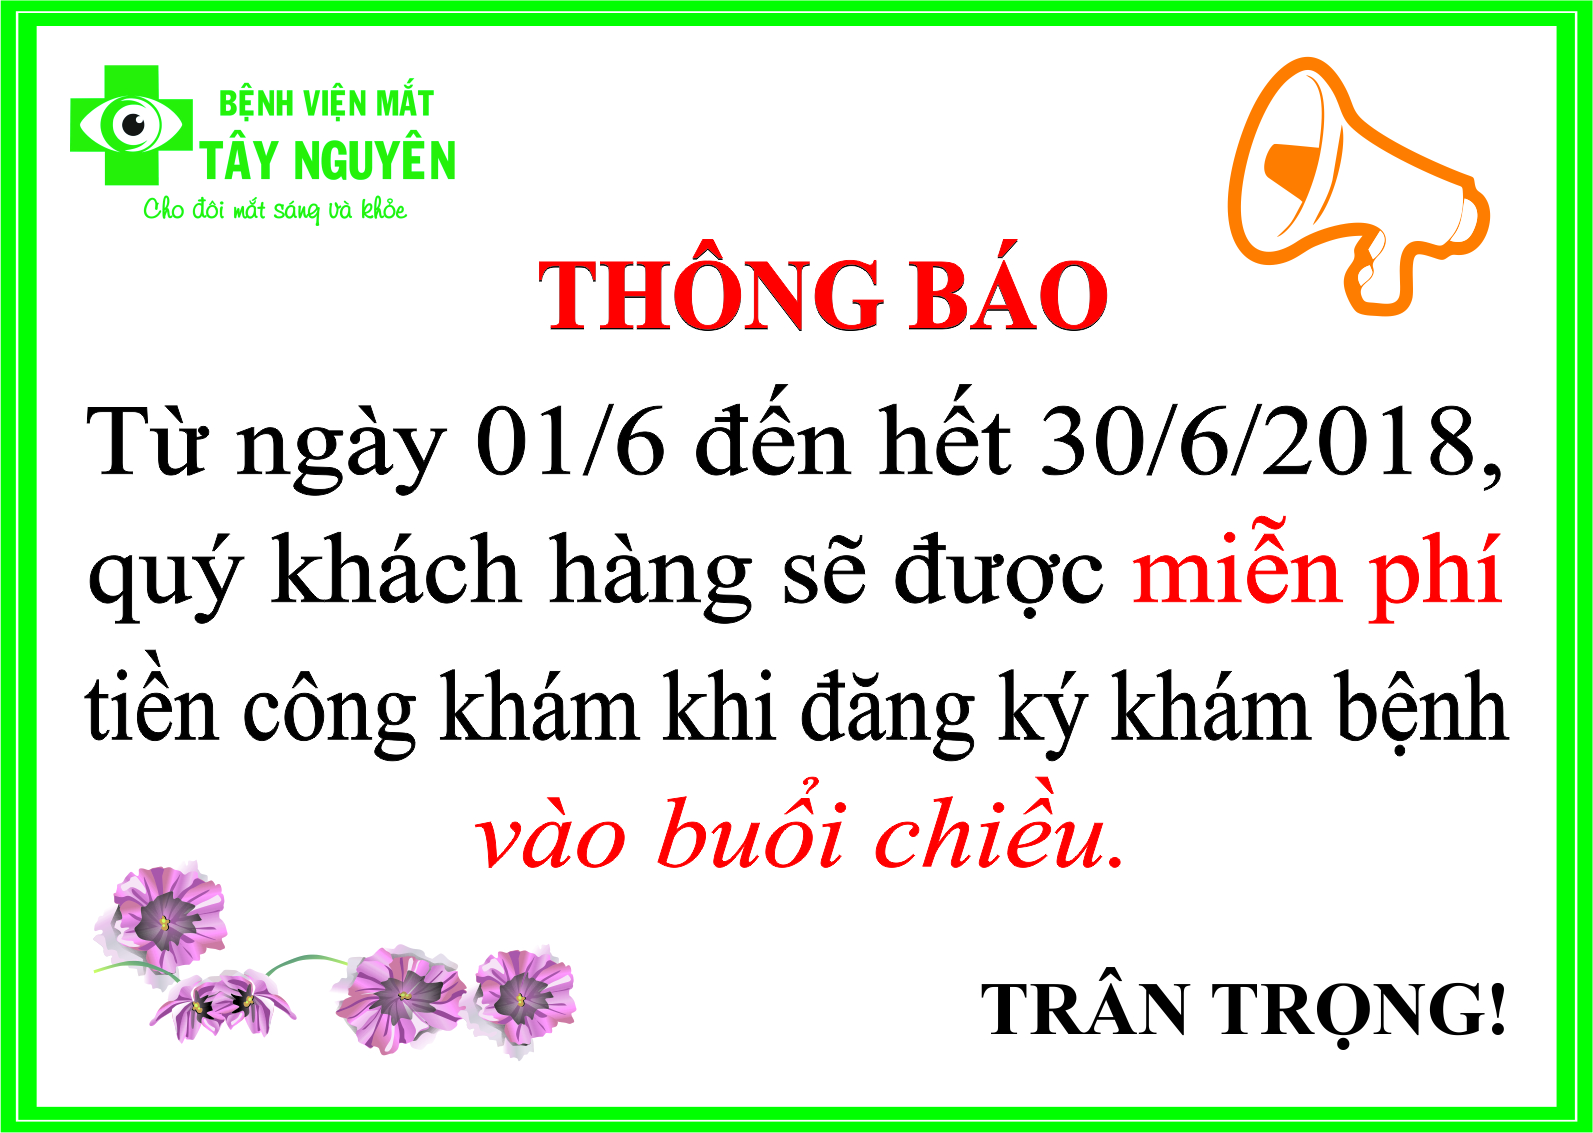 BỆNH VIỆN MẮT
TÂY NGUYÊN
Cho đôi mắt sáng và khỏe
THÔNG BÁO
Từ ngày 01/6 đến hết 30/6/2018,
quý khách hàng sẽ được miễn phí
tiền công khám khi đăng ký khám bệnh
vào buổi chiều.
TRÂN TRỌNG!